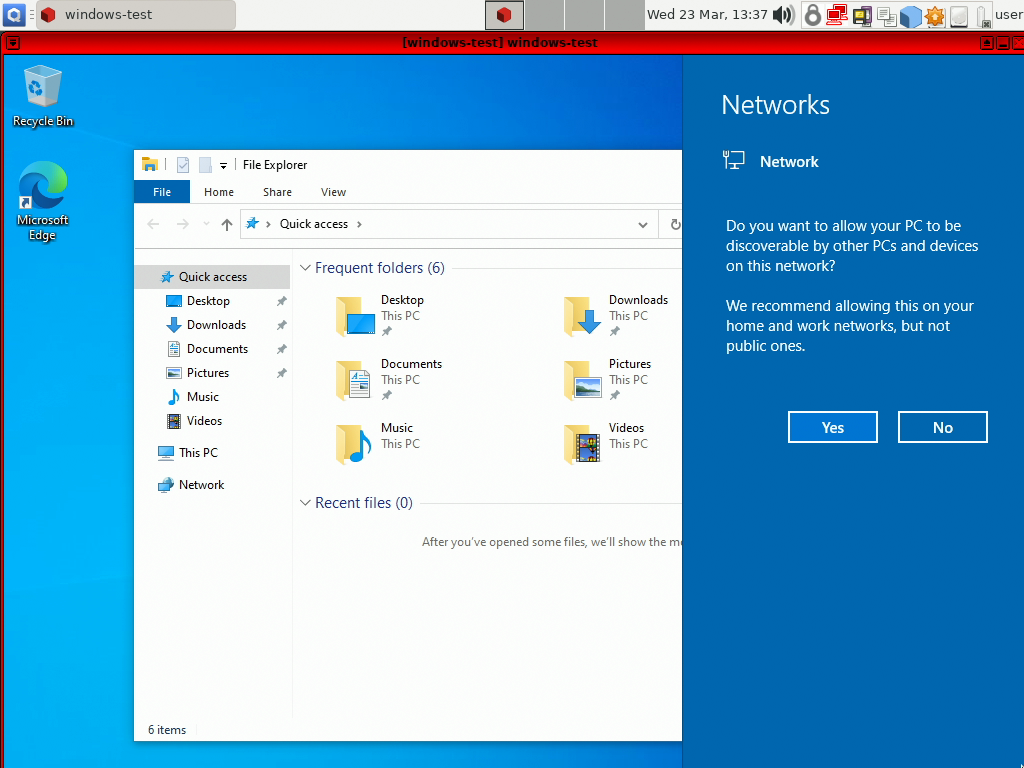 windows-test
Wed 23 Mar, 13:37
user
[windows-test] windows-test
Recycle Bin
Microsoft
Edge
File Explorer
File
Home
Share
View
Quick access
Quick access
Desktop
Downloads
Documents
Pictures
Music
Videos
This PC
Network
Frequent folders (6)
Desktop
This PC
Downloads
This PC
Documents
This PC
Pictures
This PC
Music
This PC
Videos
This PC
Recent files (0)
After you've opened some files, we'll show the
6 items
Networks
Network
Do you want to allow your PC to be
discoverable by other PCs and devices
on this network?
We recommend allowing this on your
home and work networks, but not
public ones.
Yes
No